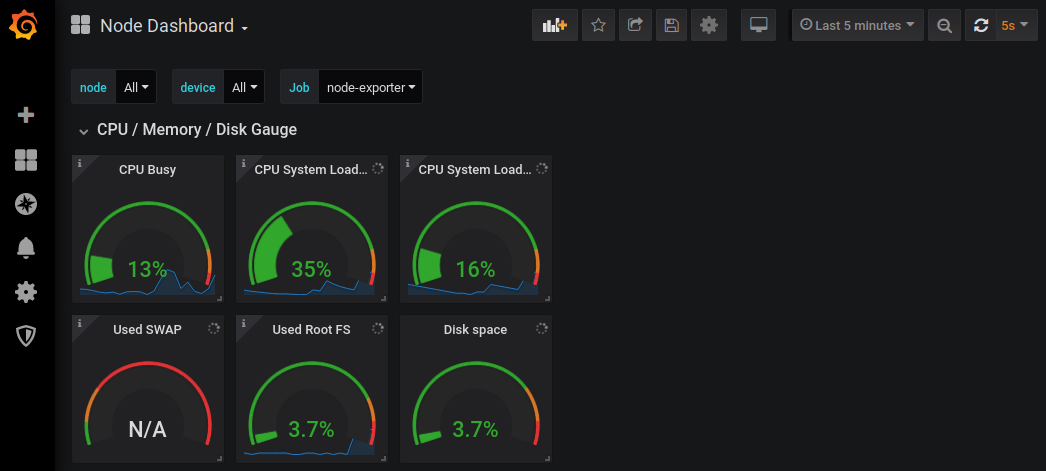 Node Dashboard
Last 5 minutes
5s
node All
device All
Job node-exporter
CPU / Memory / Disk Gauge
CPU Busy
CPU System Load...
CPU System Load...
13%
35%
16%
Used SWAP
Used Root FS
Disk space
N/A
3.7%
3.7%